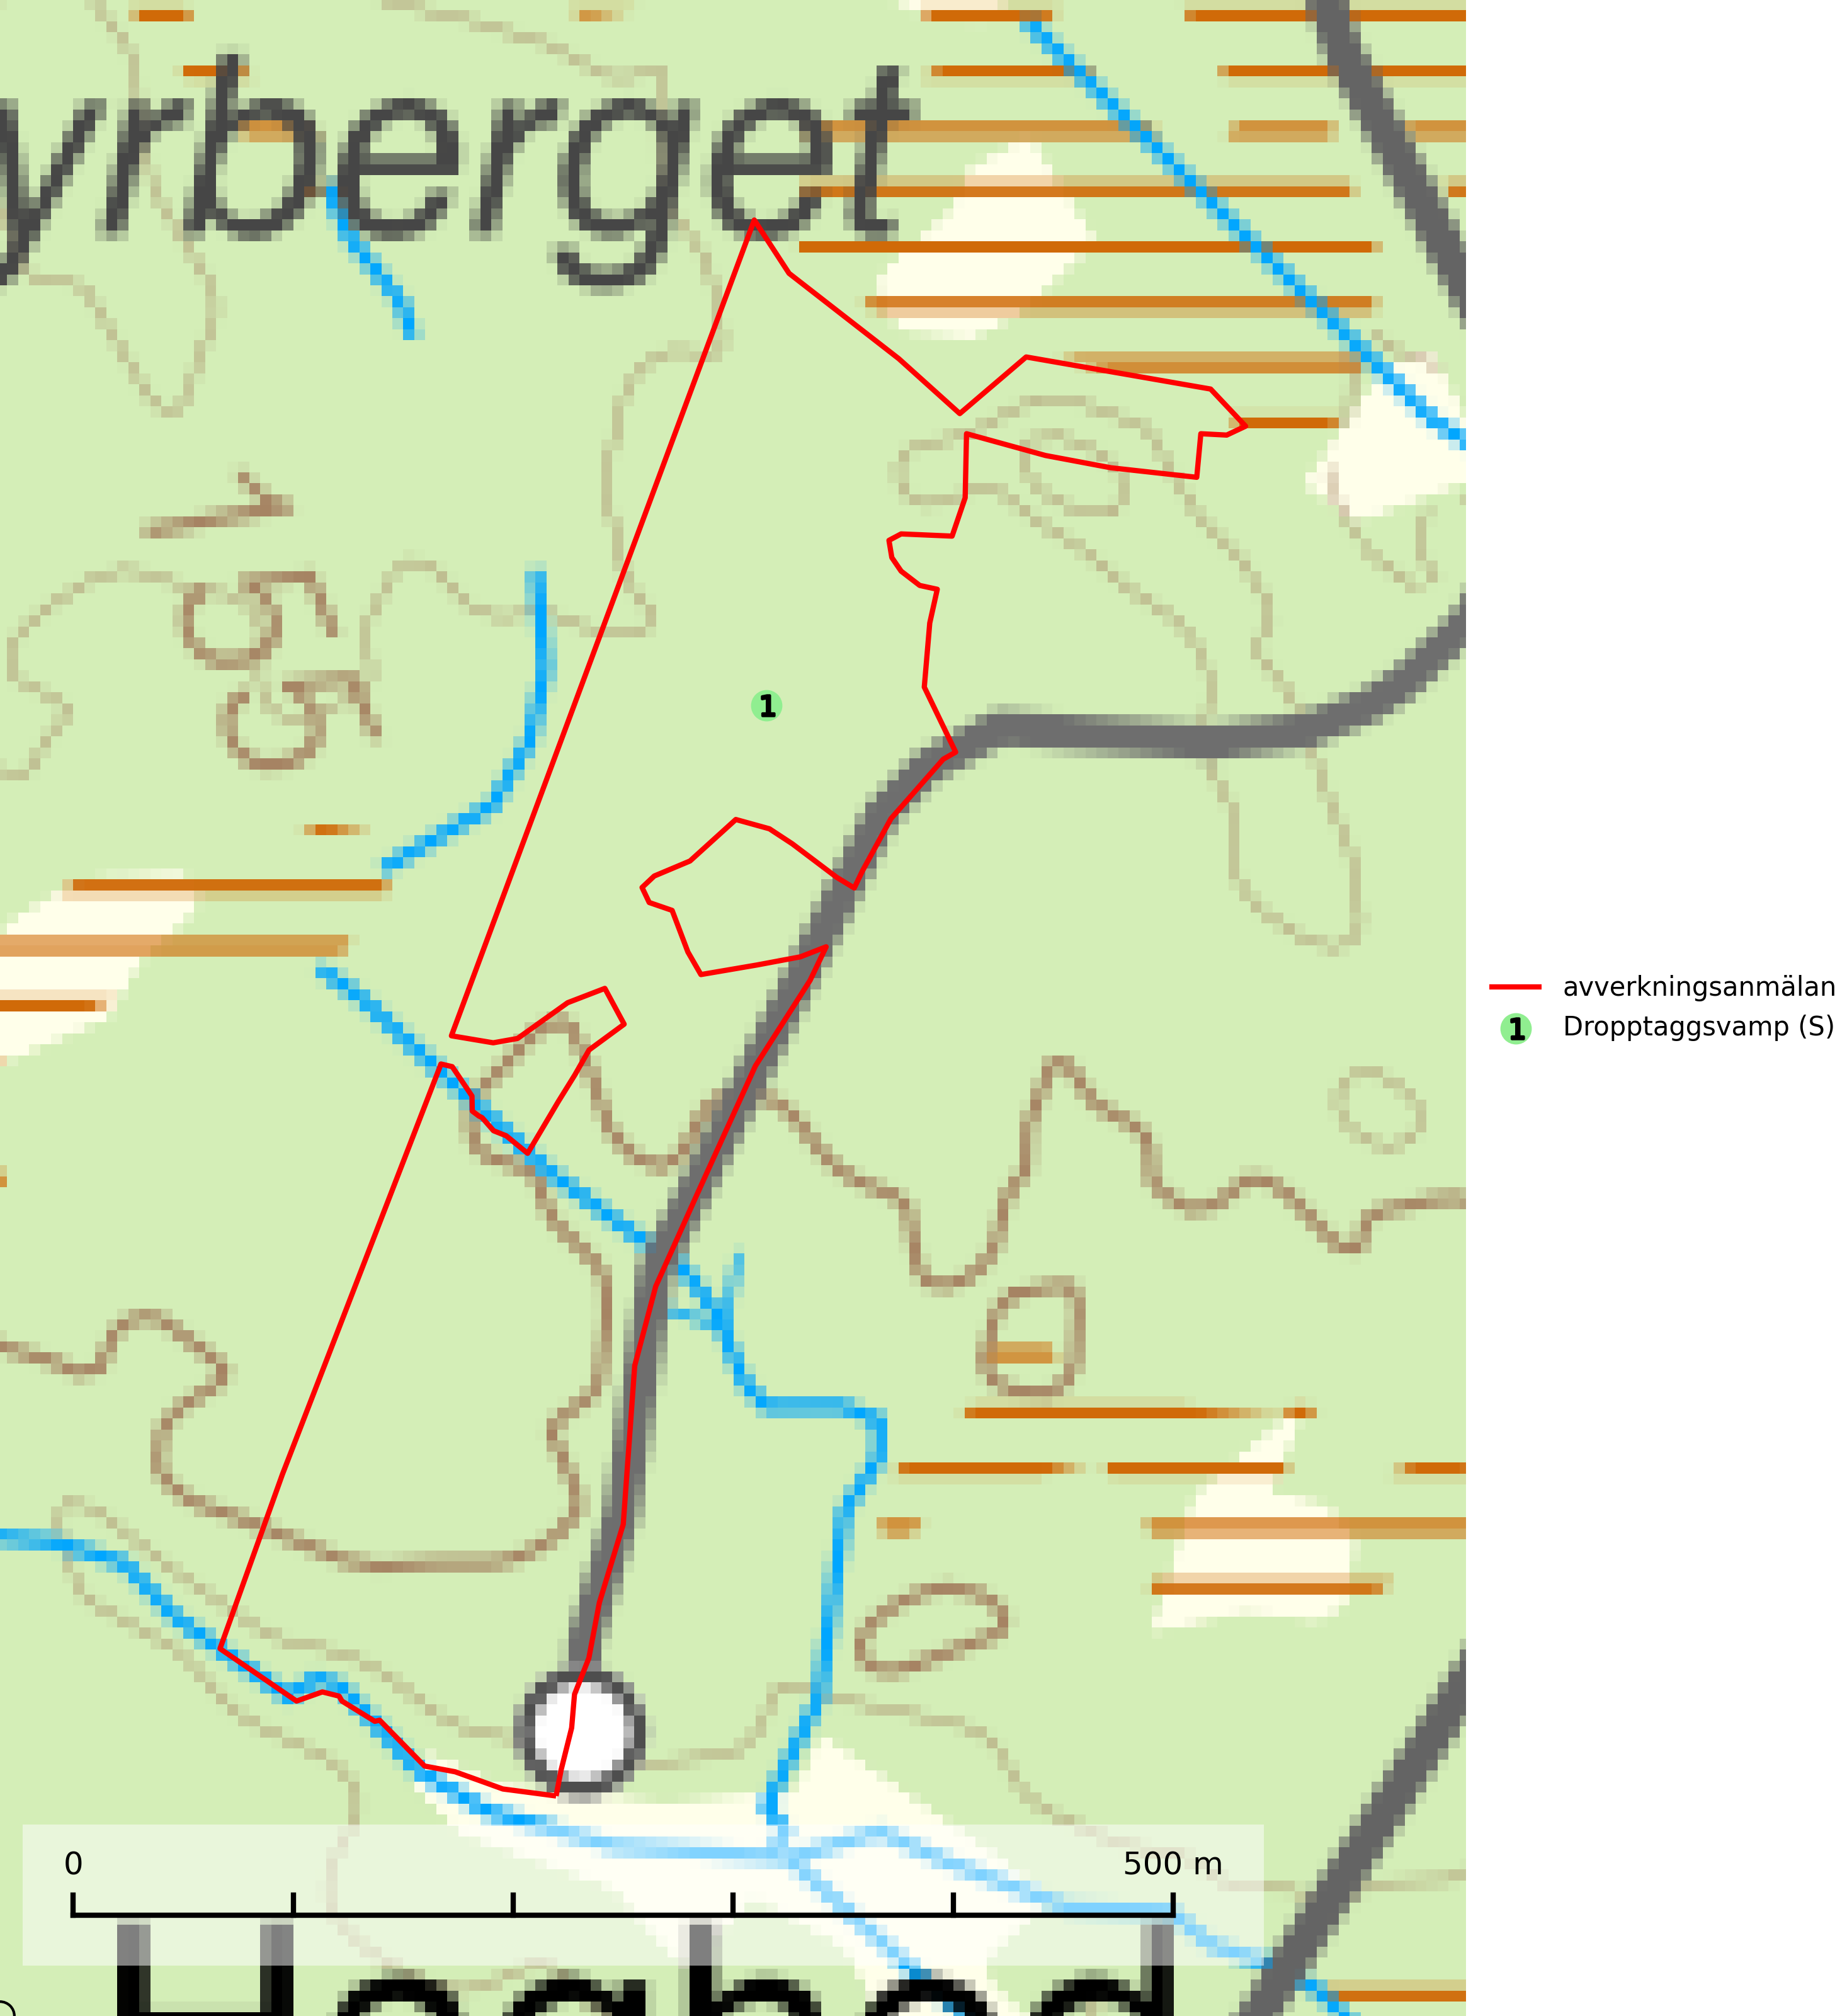 yrberget
1
avverkningsanmälan
1 Dropptaggsvamp (S)
0 500 m